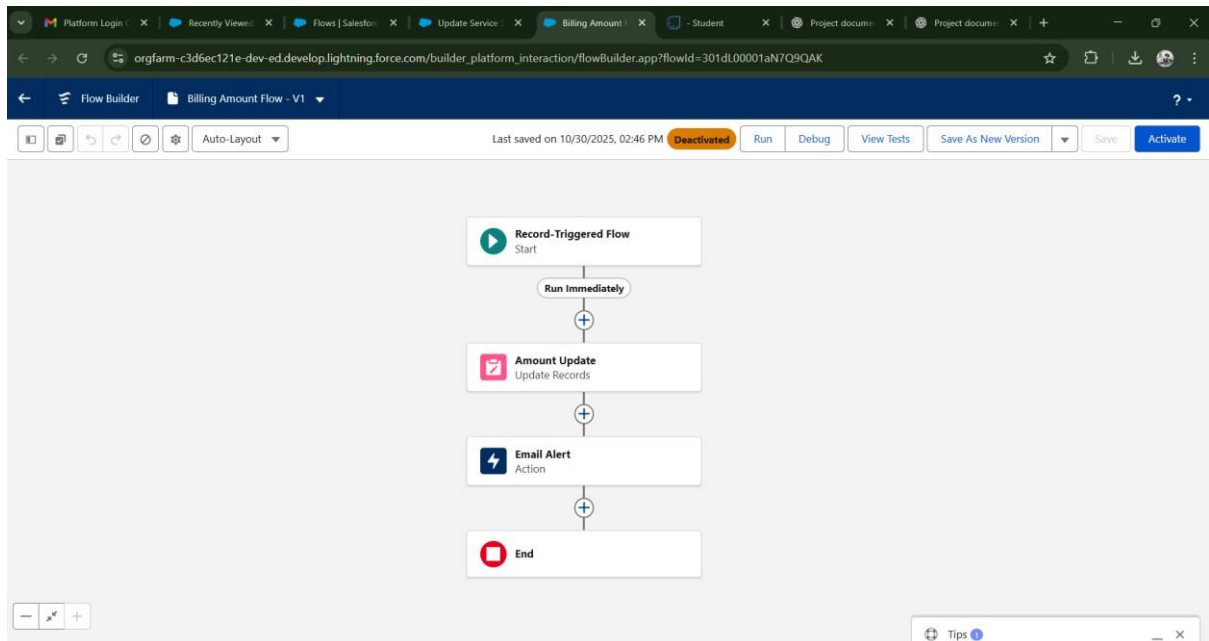 Platform Login C
Recently Viewed
Flows | Salesforc
Update Service
Billing Amount
- Student
Project docume
Project docume
orgfarm-c3d6ec121e-dev-ed.develop.lightning.force.com/builder_platform_interaction/flowBuilder.app?flowId=301dL00001aN7Q9QAK
Flow Builder
Billing Amount Flow - V1
?
Auto-Layout
Last saved on 10/30/2025, 02:46 PM
Deactivated
Run
Debug
View Tests
Save As New Version
Save
Activate
Record-Triggered Flow
Start
Run Immediately
Amount Update
Update Records
Email Alert
Action
End
Tips 1